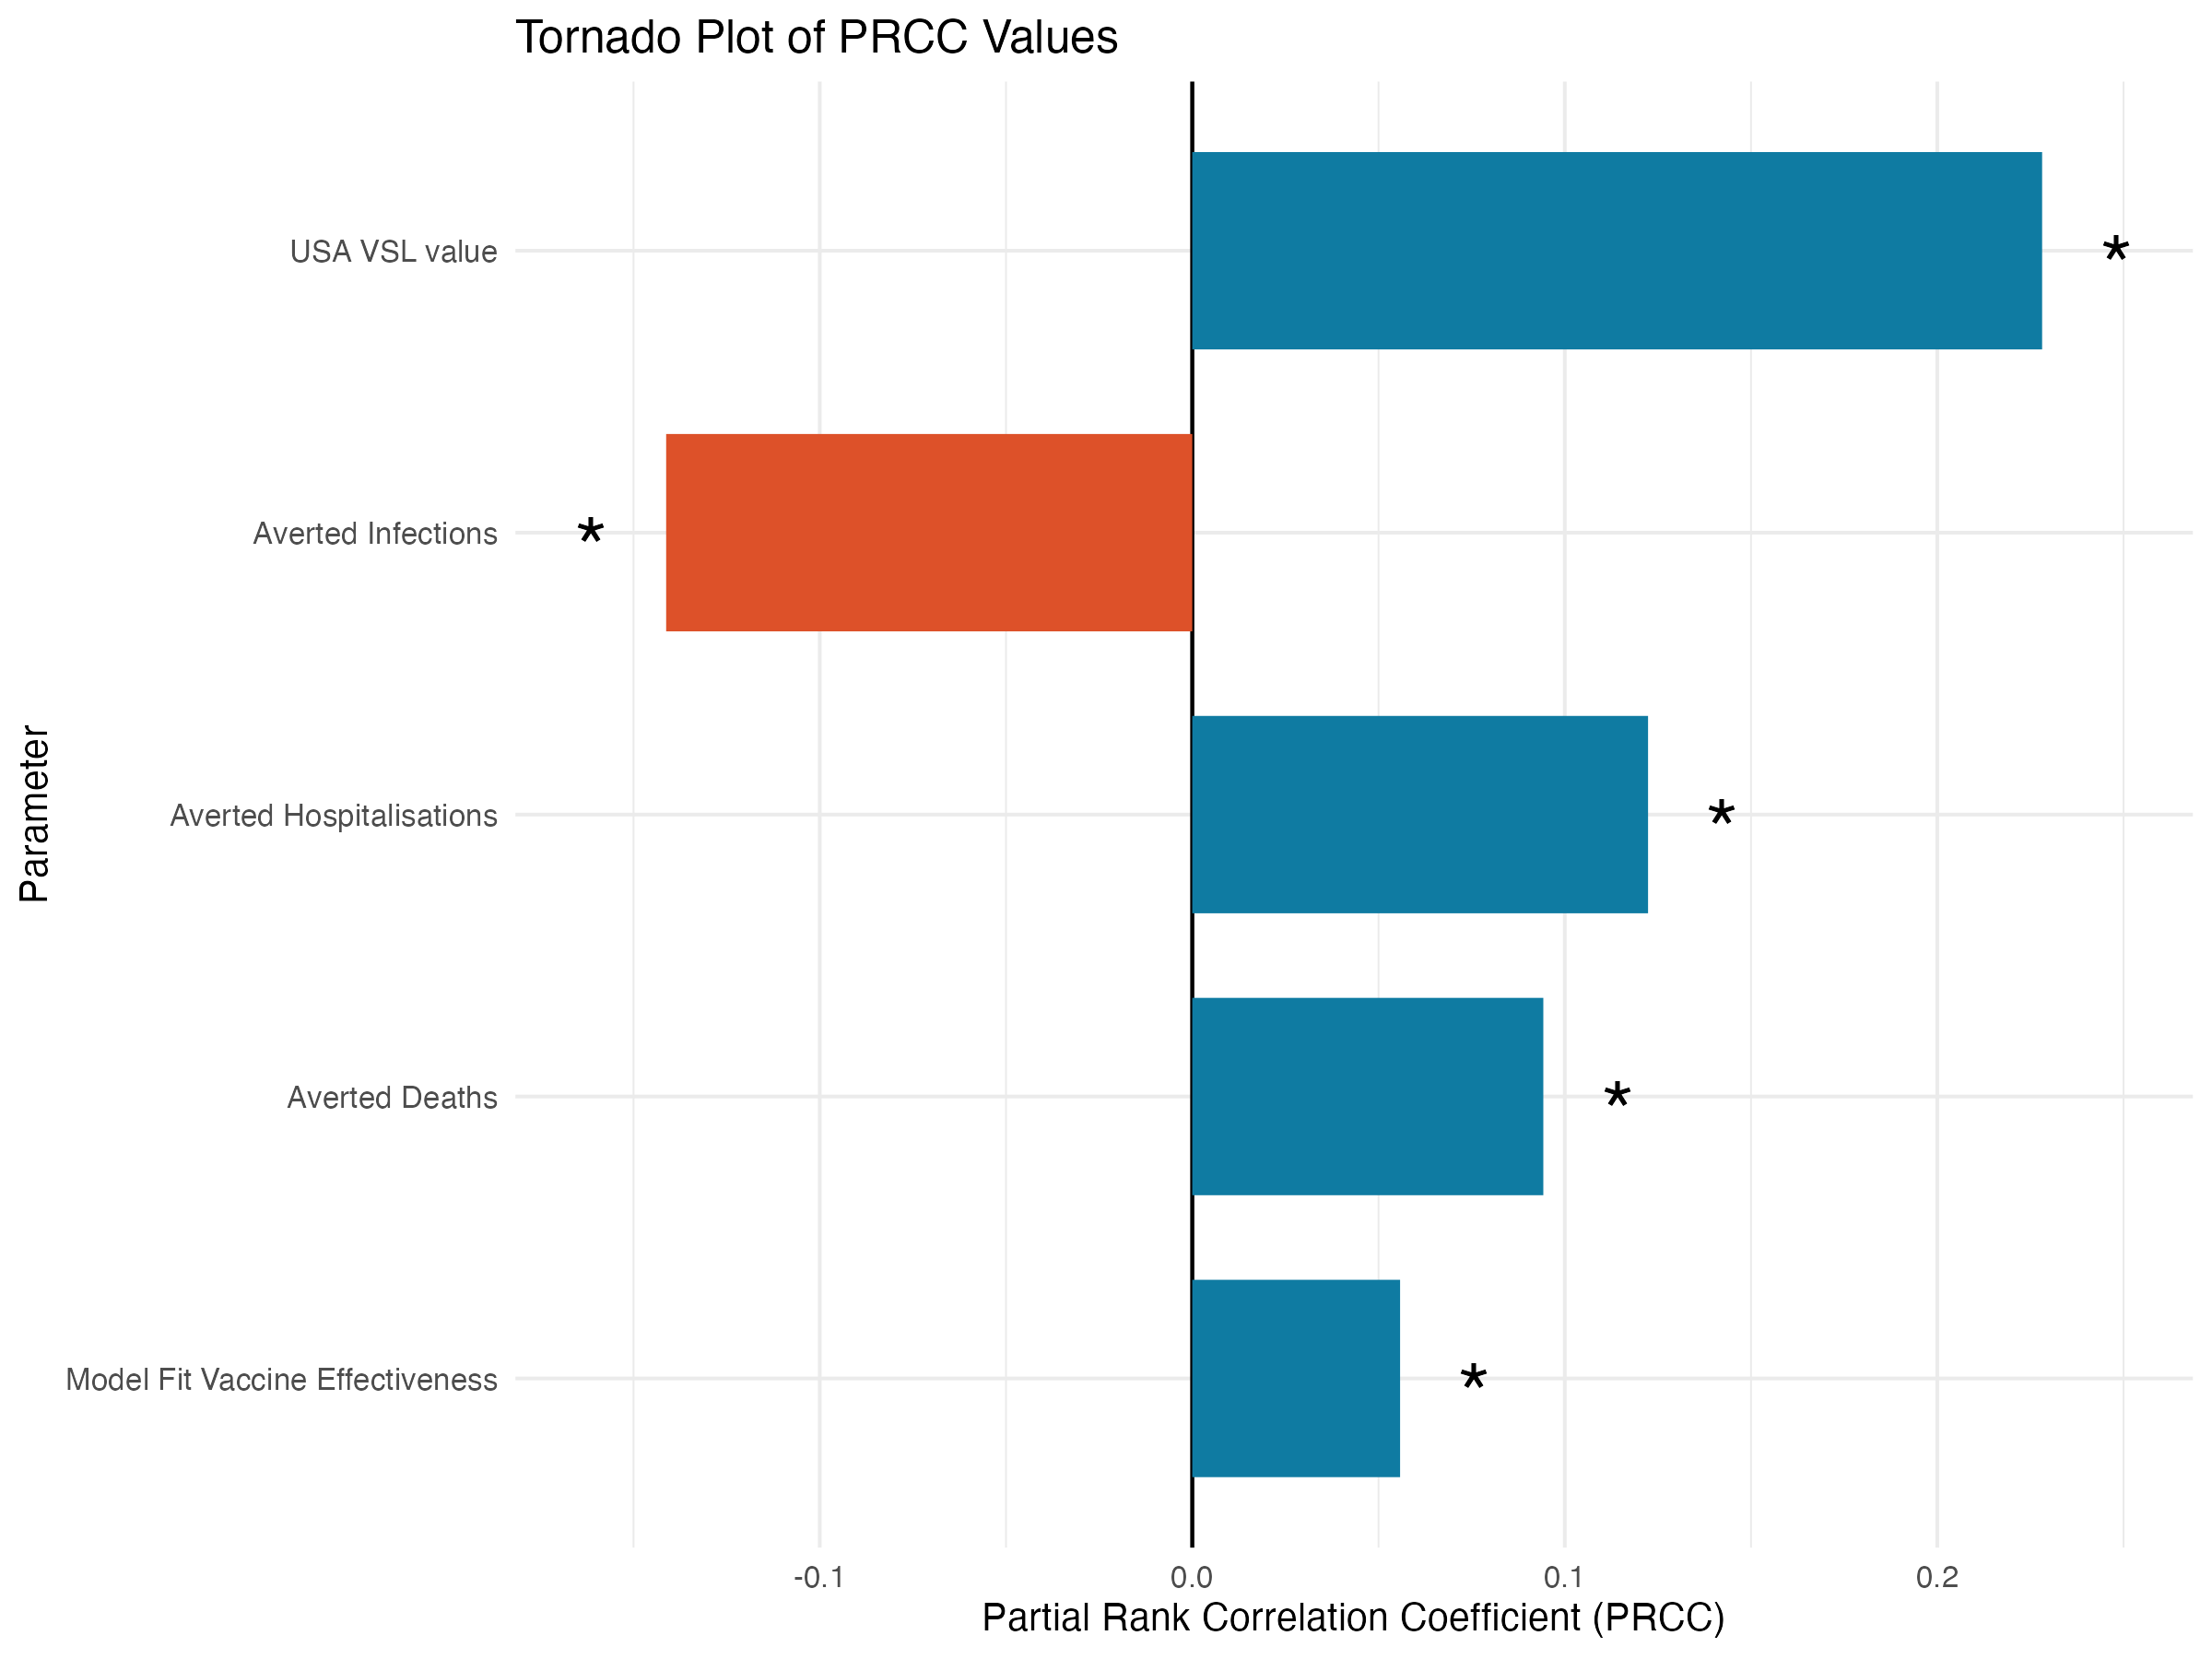 Tornado Plot of PRCC Values
USA VSL value
*
Averted Infections
*
Averted Hospitalisations
*
Averted Deaths
*
Model Fit Vaccine Effectiveness
*
Parameter
-0.1
0.0
0.1
0.2
Partial Rank Correlation Coefficient (PRCC)